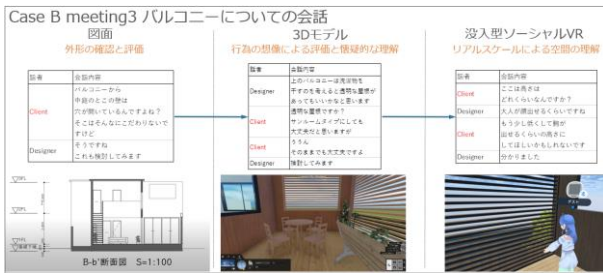 Case B meeting3 バルコニーについての会話
図面
外形の確認と評価
話者 会話内容
Client
バルコニーから
中庭のとこの壁は
穴が開いているんですよね?
そこはそんなにこだわりないで
すけど
Designer
そうですね
これも検討してみます
B-b'断面図 S=1:100
3Dモデル
行為の想像による評価と懐疑的な理解
話者 会話内容
Designer
上のバルコニーは洗濯物を
干すのを考えると透明な屋根が
あってもいいかなと思います
Client
透明な屋根ですか?
Designer
サンルームタイプにしても
大丈夫だと思いますが
Client
ううん
そのままでも大丈夫ですよ
Designer 検討してみます
没入型ソーシャルVR
リアルスケールによる空間の理解
話者 会話内容
Client
ここは高さは
どれくらいなんですか?
Designer 大人が顔出せるくらいですね
Client
もう少し低くして腕が
出せるくらいの高さに
してほしいかもしれないです
Designer 分かりました